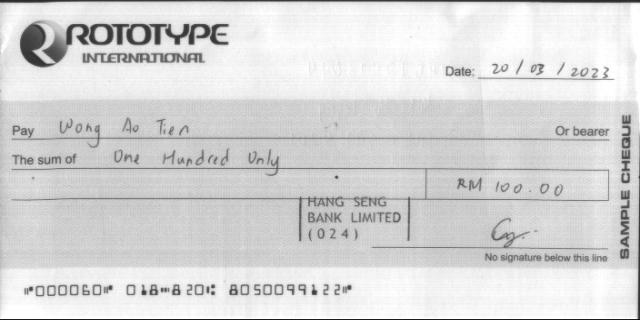 ROTOTYPE
INTERNATIONAL
Date: 20/03/2023
Pay Wong Ao Tien Or bearer
The sum of One Hundred Only
RM 100.00
HANG SENG
BANK LIMITED
(024)
No signature below this line
SAMPLE CHEQUE
⑈000060⑈ 018⑉820⑆ 8050099122⑈